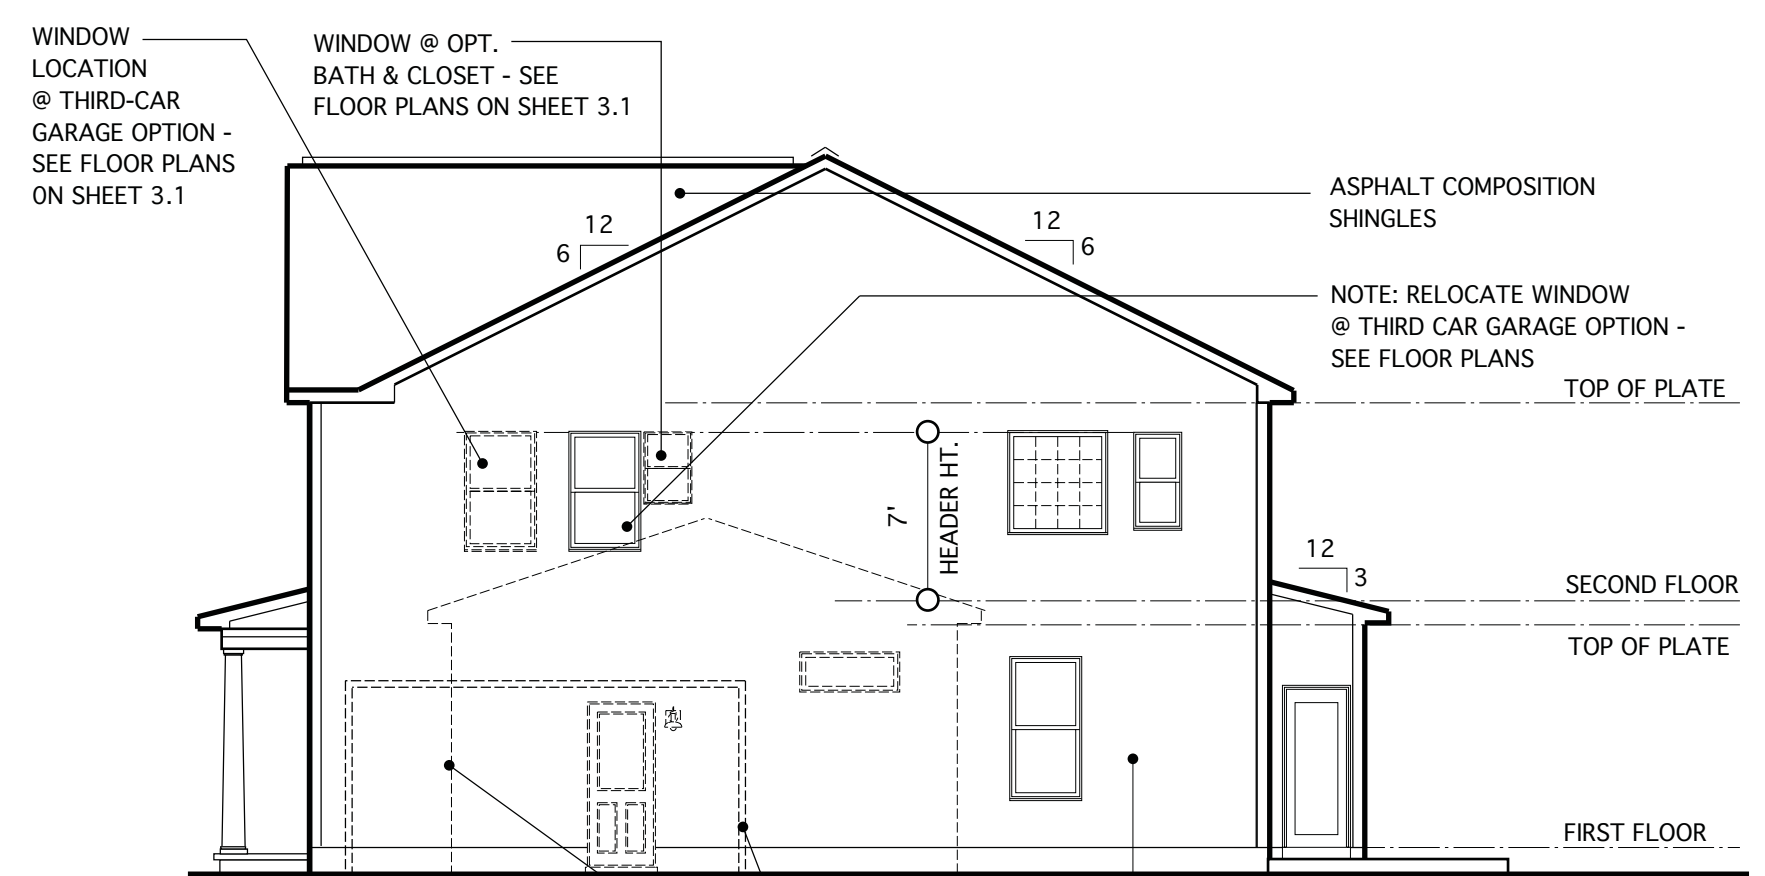 WINDOW
LOCATION
@ THIRD-CAR
GARAGE OPTION -
SEE FLOOR PLANS
0N SHEET 3.1
WINDOW @ OPT.
BATH & CLOSET - SEE
FLOOR PLANS ON SHEET 3.1
ASPHALT COMPOSITION
SHINGLES
12
6
12
6
NOTE: RELOCATE WINDOW
@ THIRD CAR GARAGE OPTION -
SEE FLOOR PLANS
TOP OF PLATE
7'
HEADER HT.
12
3
SECOND FLOOR
TOP OF PLATE
FIRST FLOOR